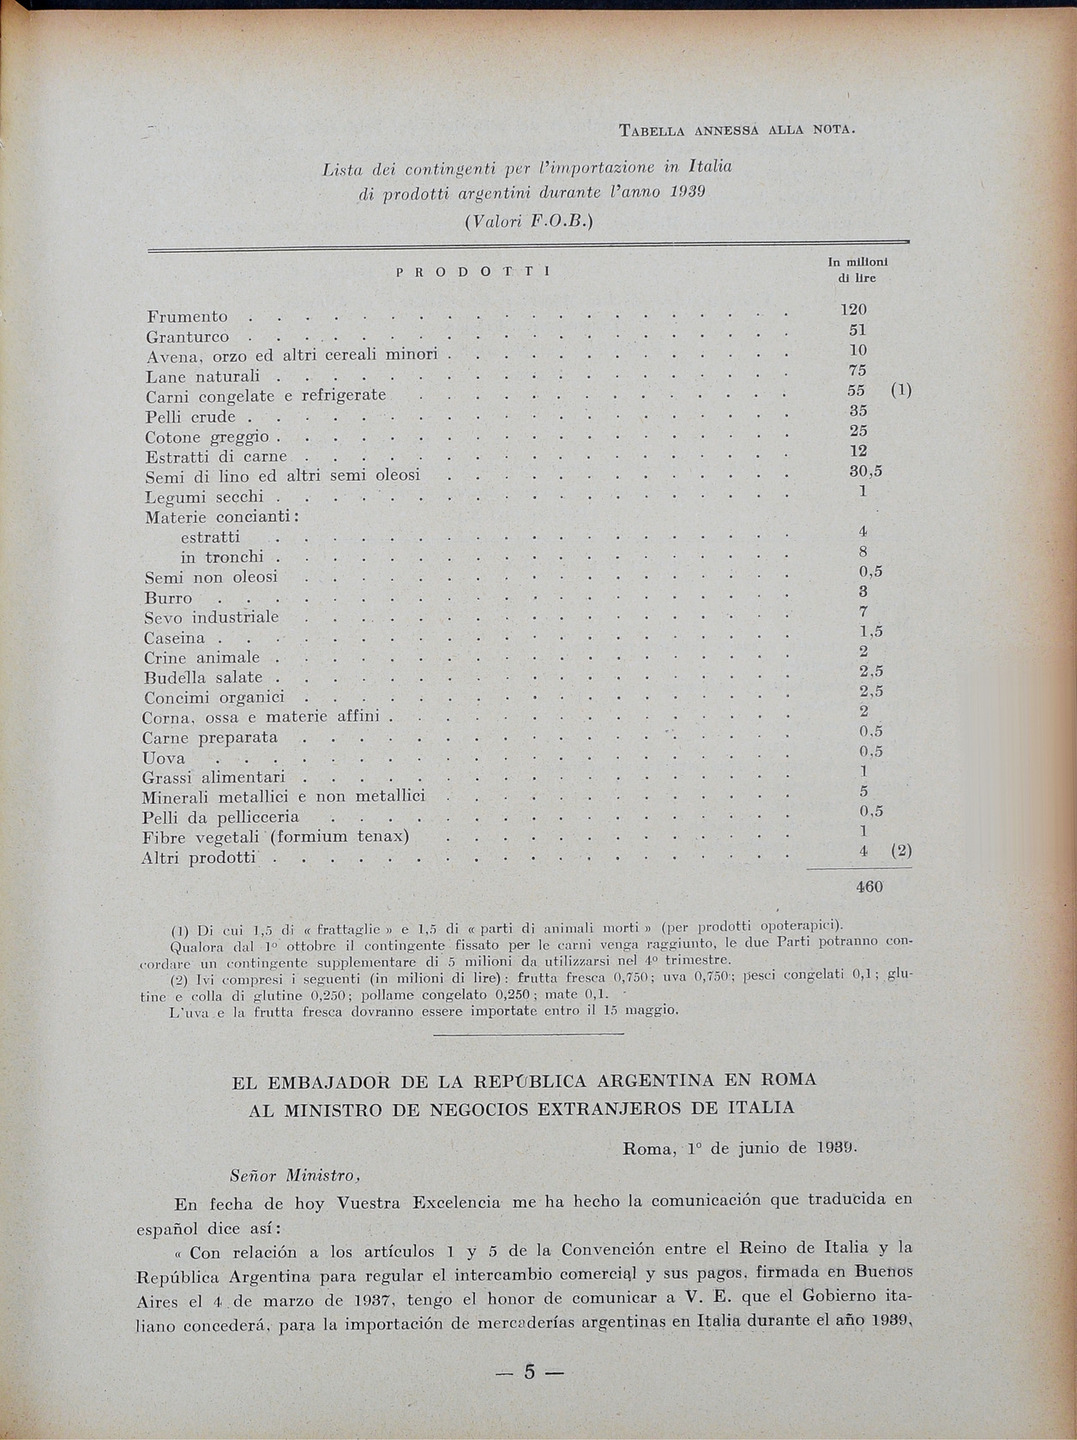 TABELLA ANNESSA ALLA NOTA.
Lista dei contingenti per l'importazione in Italia
di prodotti argentini durante l'anno 1939
(Valori F.O.B.)
PRODOTTI In milioni
di lire
Frumento . . . . . . . . . . . . . . . . . . . . 120
Granturco . . . . . . . . . . . . . . . . . . . . 51
Avena, orzo ed altri cereali minori . . . . . . . . . . . . . 10
Lane naturali . . . . . . . . . . . . . . . . . . . 75
Carni congelate e refrigerate . . . . . . . . . . . . . . 55 (1)
Pelli crude . . . . . . . . . . . . . . . . . . . . 35
Cotone greggio . . . . . . . . . . . . . . . . . . . 25
Estratti di carne . . . . . . . . . . . . . . . . . . 12
Semi di lino ed altri semi oleosi . . . . . . . . . . . . . 30,5
Legumi secchi . . . . . . . . . . . . . . . . . . . 1
Materie concianti:
estratti . . . . . . . . . . . . . . . . . . . 4
in tronchi . . . . . . . . . . . . . . . . . . . 8
Semi non oleosi . . . . . . . . . . . . . . . . . . 0,5
Burro . . . . . . . . . . . . . . . . . . . . . 3
Sevo industriale . . . . . . . . . . . . . . . . . . 7
Caseina . . . . . . . . . . . . . . . . . . . . . 1,5
Crine animale . . . . . . . . . . . . . . . . . . . 2
Budella salate . . . . . . . . . . . . . . . . . . . 2,5
Concimi organici . . . . . . . . . . . . . . . . . . 2,5
Corna, ossa e materie affini . . . . . . . . . . . . . . . 2
Carne preparata . . . . . . . . . . . . . . . . . . 0,5
Uova . . . . . . . . . . . . . . . . . . . . . 0,5
Grassi alimentari . . . . . . . . . . . . . . . . . . 1
Minerali metallici e non metallici . . . . . . . . . . . . . 5
Pelli da pellicceria . . . . . . . . . . . . . . . . . 0,5
Fibre vegetali (formium tenax) . . . . . . . . . . . . . 1
Altri prodotti . . . . . . . . . . . . . . . . . . . 4 (2)
460
(1) Di cui 1,5 di « frattaglie » e 1,5 di « parti di animali morti » (per prodotti opoterapici).
Qualora dal 1º ottobre il contingente fissato per le carni venga raggiunto, le due Parti potranno con-
cordare un contingente supplementare di 5 milioni da utilizzarsi nel 4º trimestre.
(2) Ivi compresi i seguenti (in milioni di lire): frutta fresca 0,750; uva 0,750; pesci congelati 0,1; glu-
tine e colla di glutine 0,250; pollame congelato 0,250; mate 0,1.
L'uva e la frutta fresca dovranno essere importate entro il 15 maggio.
EL EMBAJADOR DE LA REPÚBLICA ARGENTINA EN ROMA
AL MINISTRO DE NEGOCIOS EXTRANJEROS DE ITALIA
Roma, 1º de junio de 1939.
Señor Ministro,
En fecha de hoy Vuestra Excelencia me ha hecho la comunicación que traducida en
español dice así:
« Con relación a los artículos 1 y 5 de la Convención entre el Reino de Italia y la
República Argentina para regular el intercambio comercial y sus pagos, firmada en Buenos
Aires el 4 de marzo de 1937, tengo el honor de comunicar a V. E. que el Gobierno ita-
liano concederá, para la importación de mercaderías argentinas en Italia durante el año 1939,
— 5 —